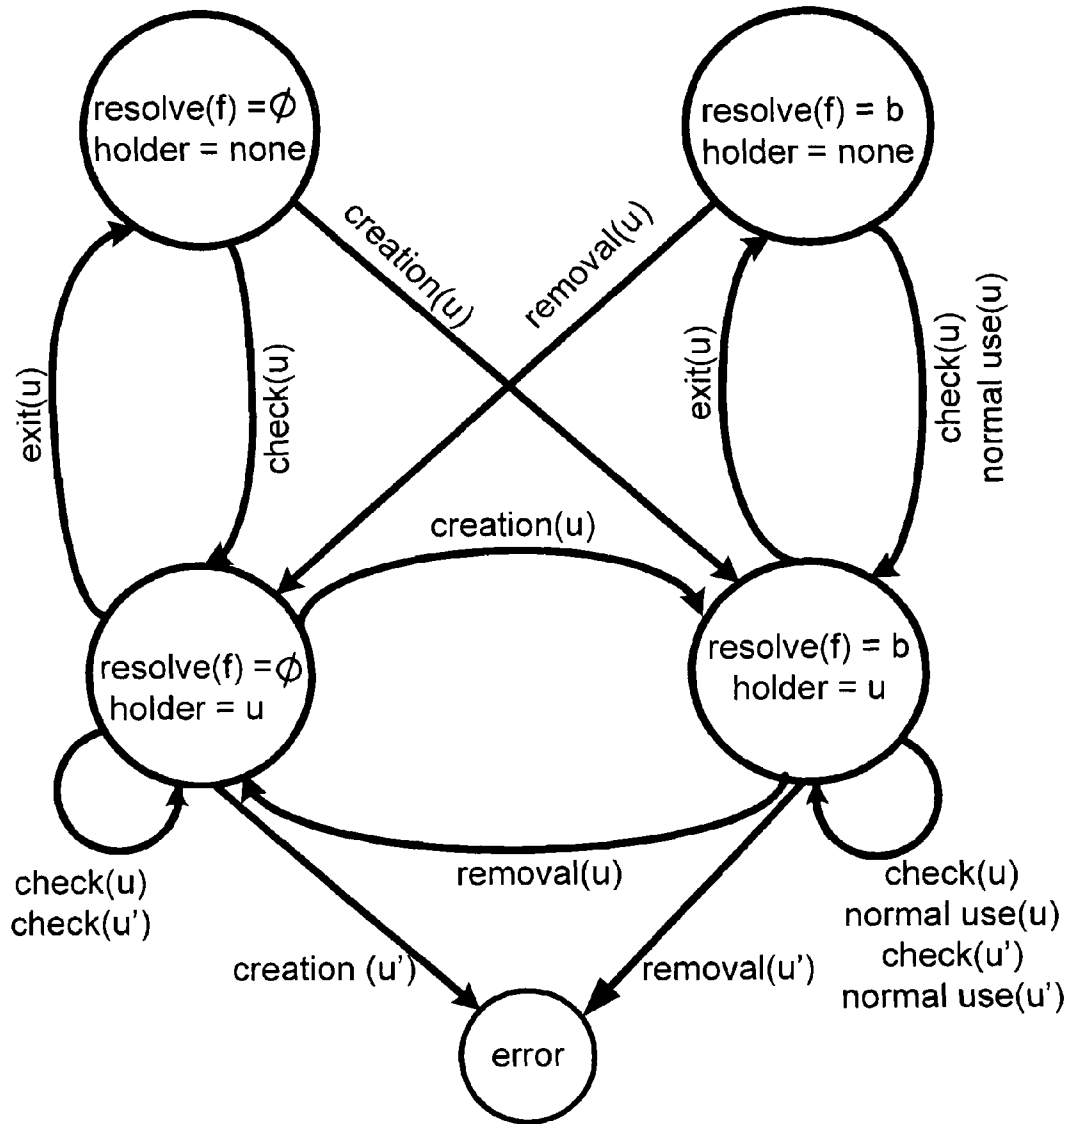 resolve(f) =ϕ
holder = none
resolve(f) = b
holder = none
creation(u)
removal(u)
exit(u)
check(u)
exit(u)
check(u)
normal use(u)
creation(u)
resolve(f) =ϕ
holder = u
resolve(f) = b
holder = u
check(u)
check(u’)
removal(u)
check(u)
normal use(u)
check(u’)
normal use(u’)
creation (u’)
removal(u’)
error